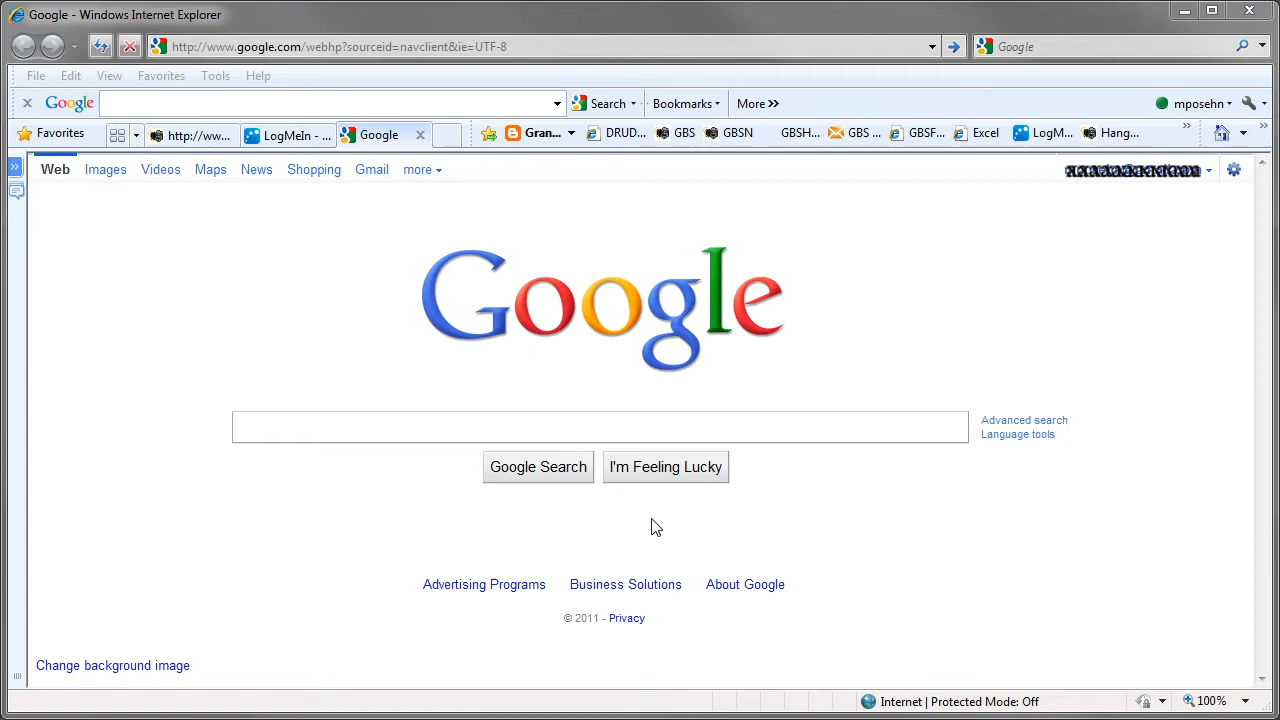 Google - Windows Internet Explorer
http://www.google.com/webhp?sourceid=navclient&ie=UTF-8
Google
File Edit View Favorites Tools Help
Google Search Bookmarks More mposehn
Favorites http://ww... LogMeIn - ... Google Gran... DRUD... GBS GBSN GBSH... GBS ... GBSF... Excel LogM... Hang...
Web Images Videos Maps News Shopping Gmail more
Google
Advanced search
Language tools
Google Search I'm Feeling Lucky
Advertising Programs Business Solutions About Google
© 2011 - Privacy
Change background image
Internet | Protected Mode: Off 100%